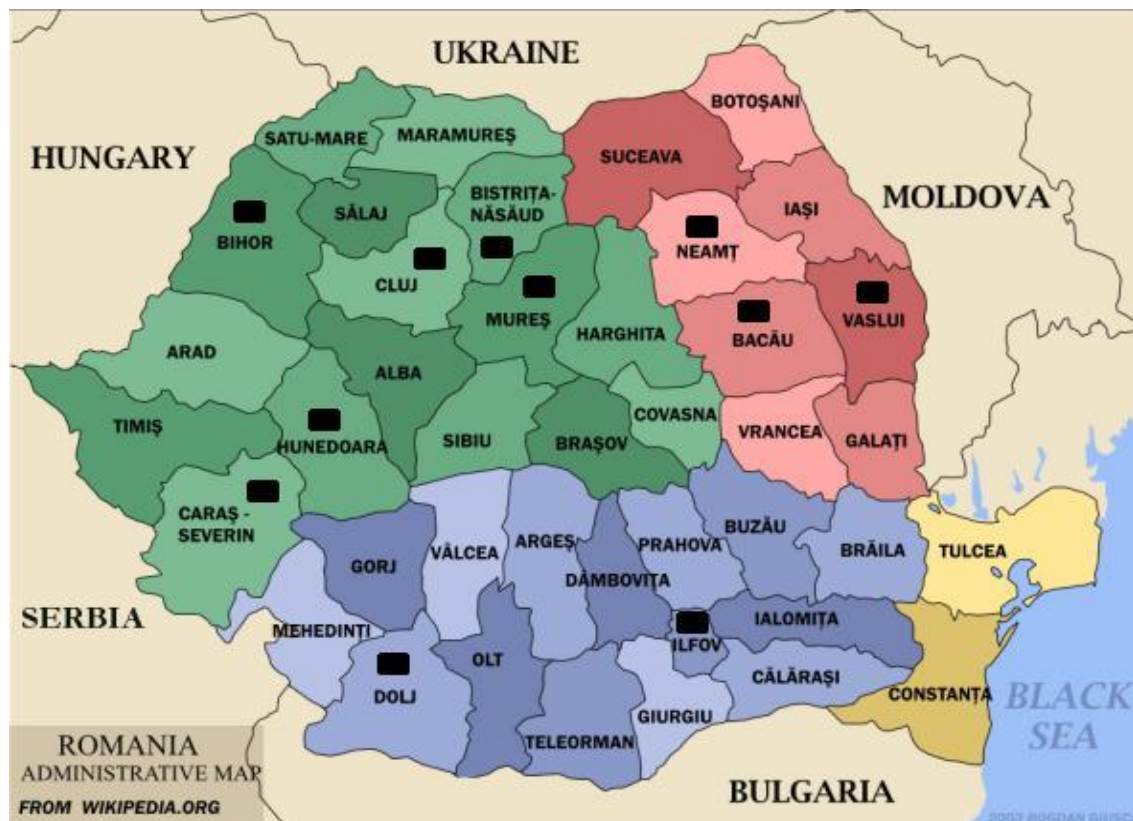 UKRAINE
BOTOȘANI
SATU-MARE
MARAMUREȘ
SUCEAVA
HUNGARY
MOLDOVA
BISTRIȚA-
NĂSĂUD
SĂLAJ
IAȘI
BIHOR
NEAMȚ
CLUJ
MUREȘ
VASLUI
HARGHITA
BACĂU
ARAD
ALBA
COVASNA
TIMIȘ
HUNEDOARA
SIBIU
BRAȘOV
VRANCEA
GALAȚI
CARAȘ -
SEVERIN
BUZĂU
ARGEȘ
PRAHOVA
VÂLCEA
BRĂILA
TULCEA
GORJ
DÂMBOVIȚA
SERBIA
IALOMIȚA
MEHEDINȚI
ILFOV
OLT
CĂLĂRAȘI
DOLJ
CONSTANȚA
BLACK
SEA
GIURGIU
TELEORMAN
ROMANIA
ADMINISTRATIVE MAP
FROM WIKIPEDIA.ORG
BULGARIA